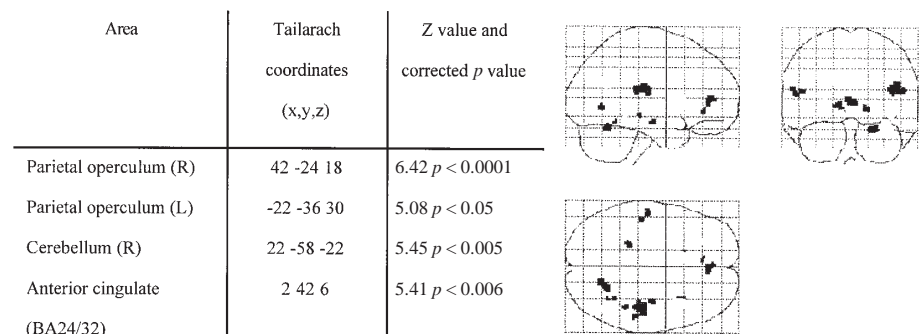 Area Tailarach Z value and
coordinates corrected p value
(x,y,z)
Parietal operculum (R) 42 -24 18 6.42 p < 0.0001
Parietal operculum (L) -22 -36 30 5.08 p < 0.05
Cerebellum (R) 22 -58 -22 5.45 p < 0.005
Anterior cingulate 2 42 6 5.41 p < 0.006
(BA24/32)